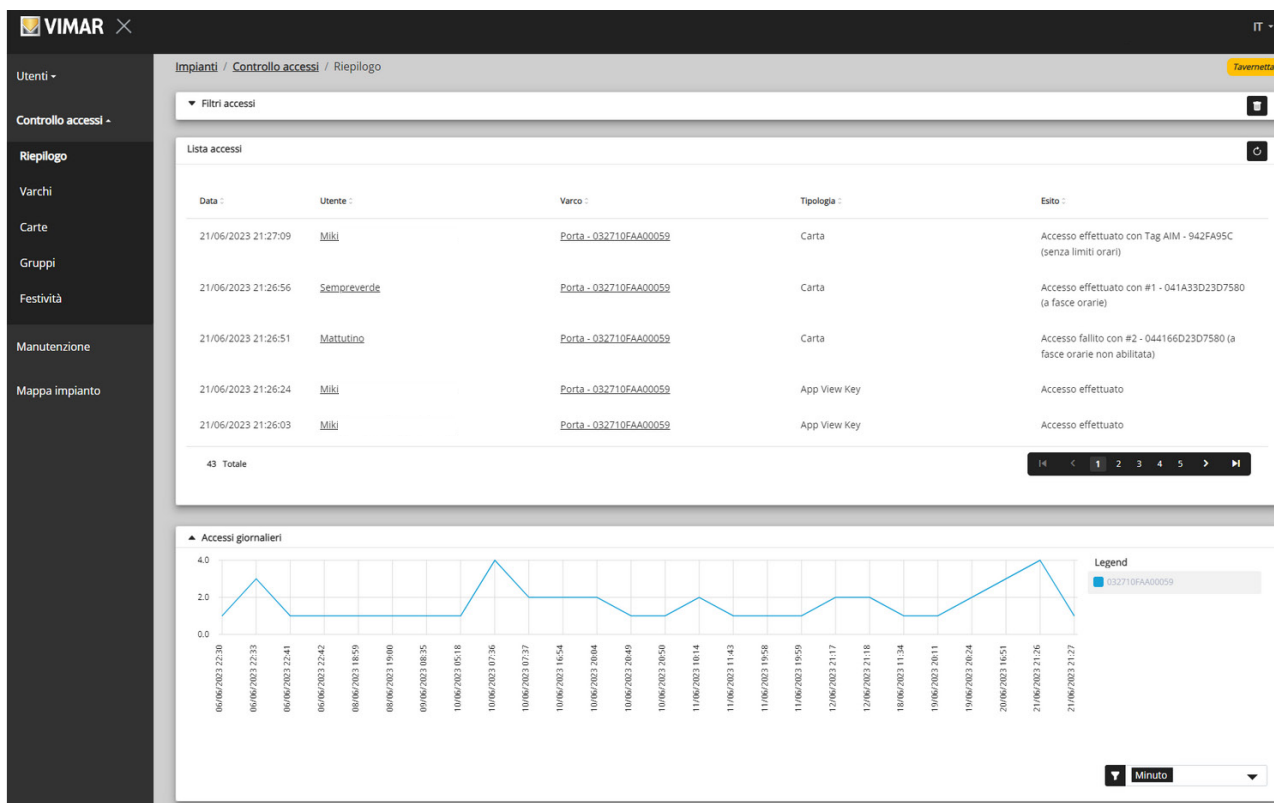 VIMAR
IT
Utenti
Controllo accessi
Riepilogo
Varchi
Carte
Gruppi
Festività
Manutenzione
Mappa impianto
Impianti / Controllo accessi / Riepilogo
Tavernetta
Filtri accessi
Lista accessi
Data Utente Varco Tipologia Esito
21/06/2023 21:27:09 Miki Porta - 032710FAA00059 Carta Accesso effettuato con Tag AIM - 942FA95C
(senza limiti orari)
21/06/2023 21:26:56 Sempreverde Porta - 032710FAA00059 Carta Accesso effettuato con #1 - 041A33D23D7580
(a fasce orarie)
21/06/2023 21:26:51 Mattutino Porta - 032710FAA00059 Carta Accesso fallito con #2 - 044166D23D7580 (a
fasce orarie non abilitata)
21/06/2023 21:26:24 Miki Porta - 032710FAA00059 App View Key Accesso effettuato
21/06/2023 21:26:03 Miki Porta - 032710FAA00059 App View Key Accesso effettuato
43 Totale
1 2 3 4 5
Accessi giornalieri
4.0
2.0
0.0
06/06/2023 22:30
06/06/2023 22:33
06/06/2023 22:41
06/06/2023 22:42
08/06/2023 18:59
08/06/2023 19:00
09/06/2023 08:35
10/06/2023 05:18
10/06/2023 07:36
10/06/2023 07:37
10/06/2023 16:54
10/06/2023 20:04
10/06/2023 20:49
10/06/2023 20:50
11/06/2023 10:14
11/06/2023 11:43
11/06/2023 19:58
11/06/2023 19:59
12/06/2023 21:17
12/06/2023 21:18
18/06/2023 11:34
19/06/2023 20:11
19/06/2023 20:24
20/06/2023 16:51
21/06/2023 21:26
21/06/2023 21:27
Legend
032710FAA00059
Minuto